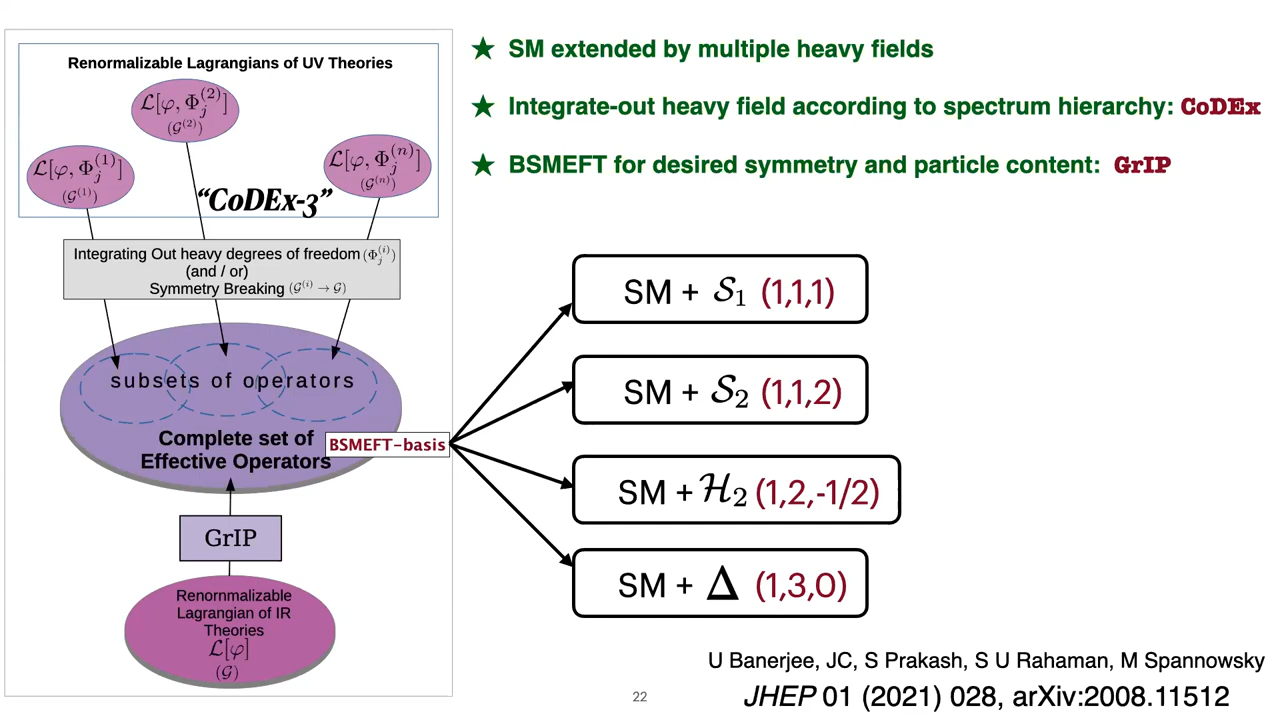 Renormalizable Lagrangians of UV Theories
ℒ[φ, Φ_j^(1)]
(𝒢^(1))
ℒ[φ, Φ_j^(2)]
(𝒢^(2))
ℒ[φ, Φ_j^(n)]
(𝒢^(n))
“CoDEx-3”
Integrating Out heavy degrees of freedom (Φ_j^(i))
(and / or)
Symmetry Breaking (𝒢^(i) → 𝒢)
subsets of operators
Complete set of
Effective Operators
BSMEFT-basis
GrIP
Renornmalizable
Lagrangian of IR
Theories
ℒ[φ]
(𝒢)
★ SM extended by multiple heavy fields
★ Integrate-out heavy field according to spectrum hierarchy: CoDEx
★ BSMEFT for desired symmetry and particle content: GrIP
SM + 𝒮₁ (1,1,1)
SM + 𝒮₂ (1,1,2)
SM + ℋ₂ (1,2,-1/2)
SM + Δ (1,3,0)
U Banerjee, JC, S Prakash, S U Rahaman, M Spannowsky
JHEP 01 (2021) 028, arXiv:2008.11512
22